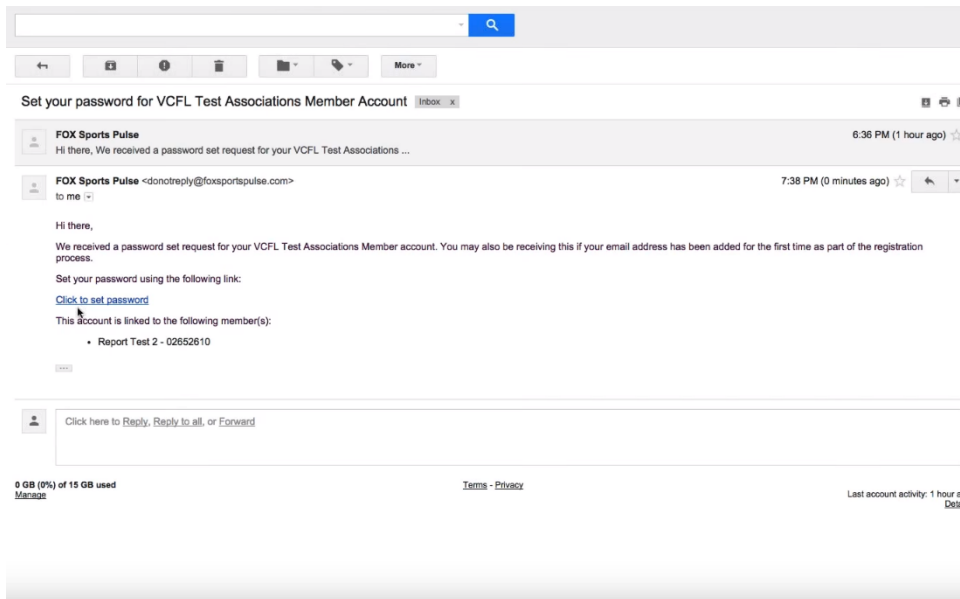 More
Set your password for VCFL Test Associations Member Account Inbox x
FOX Sports Pulse 6:36 PM (1 hour ago)
Hi there, We received a password set request for your VCFL Test Associations ...
FOX Sports Pulse <donotreply@foxsportspulse.com> 7:38 PM (0 minutes ago)
to me
Hi there,
We received a password set request for your VCFL Test Associations Member account. You may also be receiving this if your email address has been added for the first time as part of the registration
process.
Set your password using the following link:
Click to set password
This account is linked to the following member(s):
• Report Test 2 - 02652610
...
Click here to Reply, Reply to all, or Forward
0 GB (0%) of 15 GB used Terms - Privacy
Manage Last account activity: 1 hour